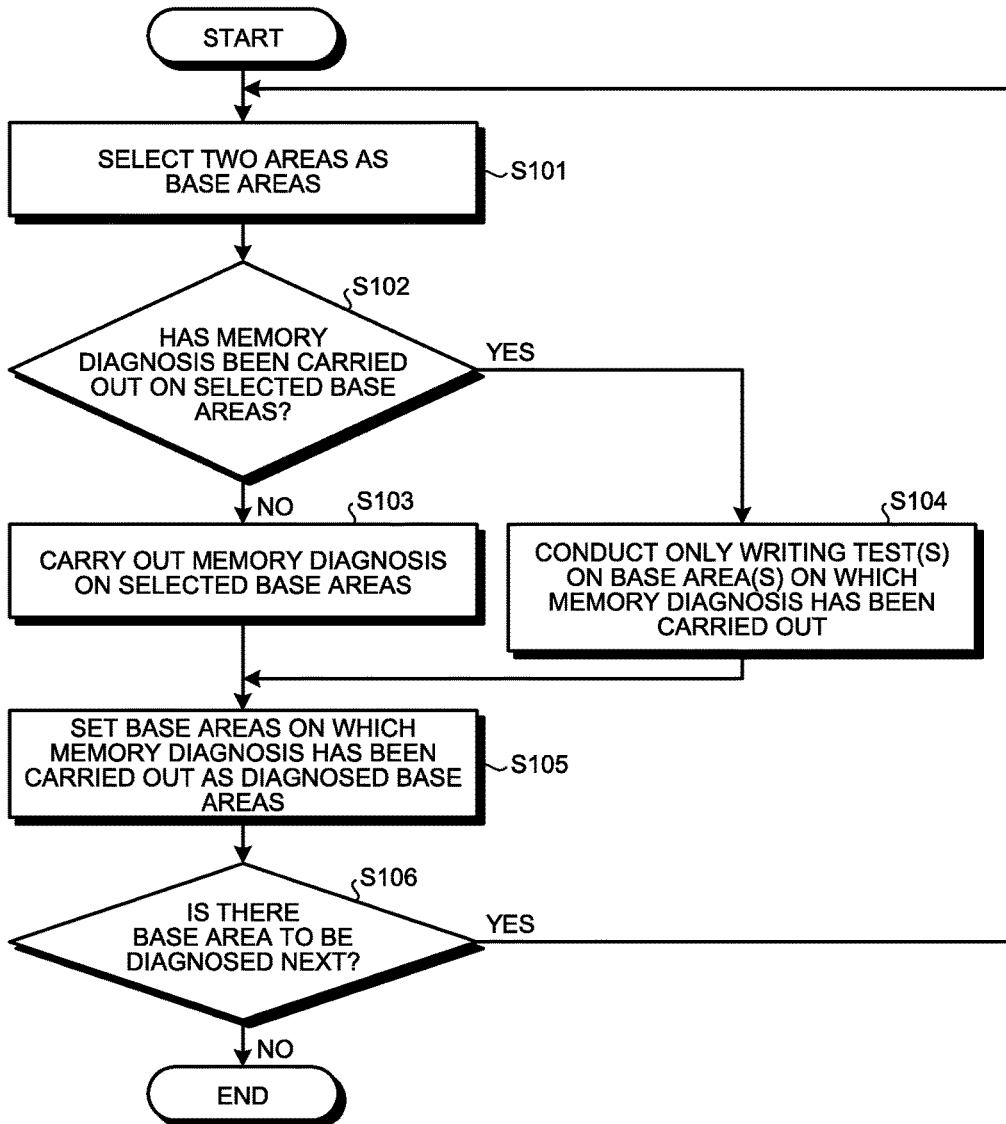 START
SELECT TWO AREAS AS
BASE AREAS
S101
S102
HAS MEMORY
DIAGNOSIS BEEN CARRIED
OUT ON SELECTED BASE
AREAS?
YES
NO
S103
CARRY OUT MEMORY DIAGNOSIS
ON SELECTED BASE AREAS
S104
CONDUCT ONLY WRITING TEST(S)
ON BASE AREA(S) ON WHICH
MEMORY DIAGNOSIS HAS BEEN
CARRIED OUT
SET BASE AREAS ON WHICH
MEMORY DIAGNOSIS HAS BEEN
CARRIED OUT AS DIAGNOSED BASE
AREAS
S105
S106
IS THERE
BASE AREA TO BE
DIAGNOSED NEXT?
YES
NO
END